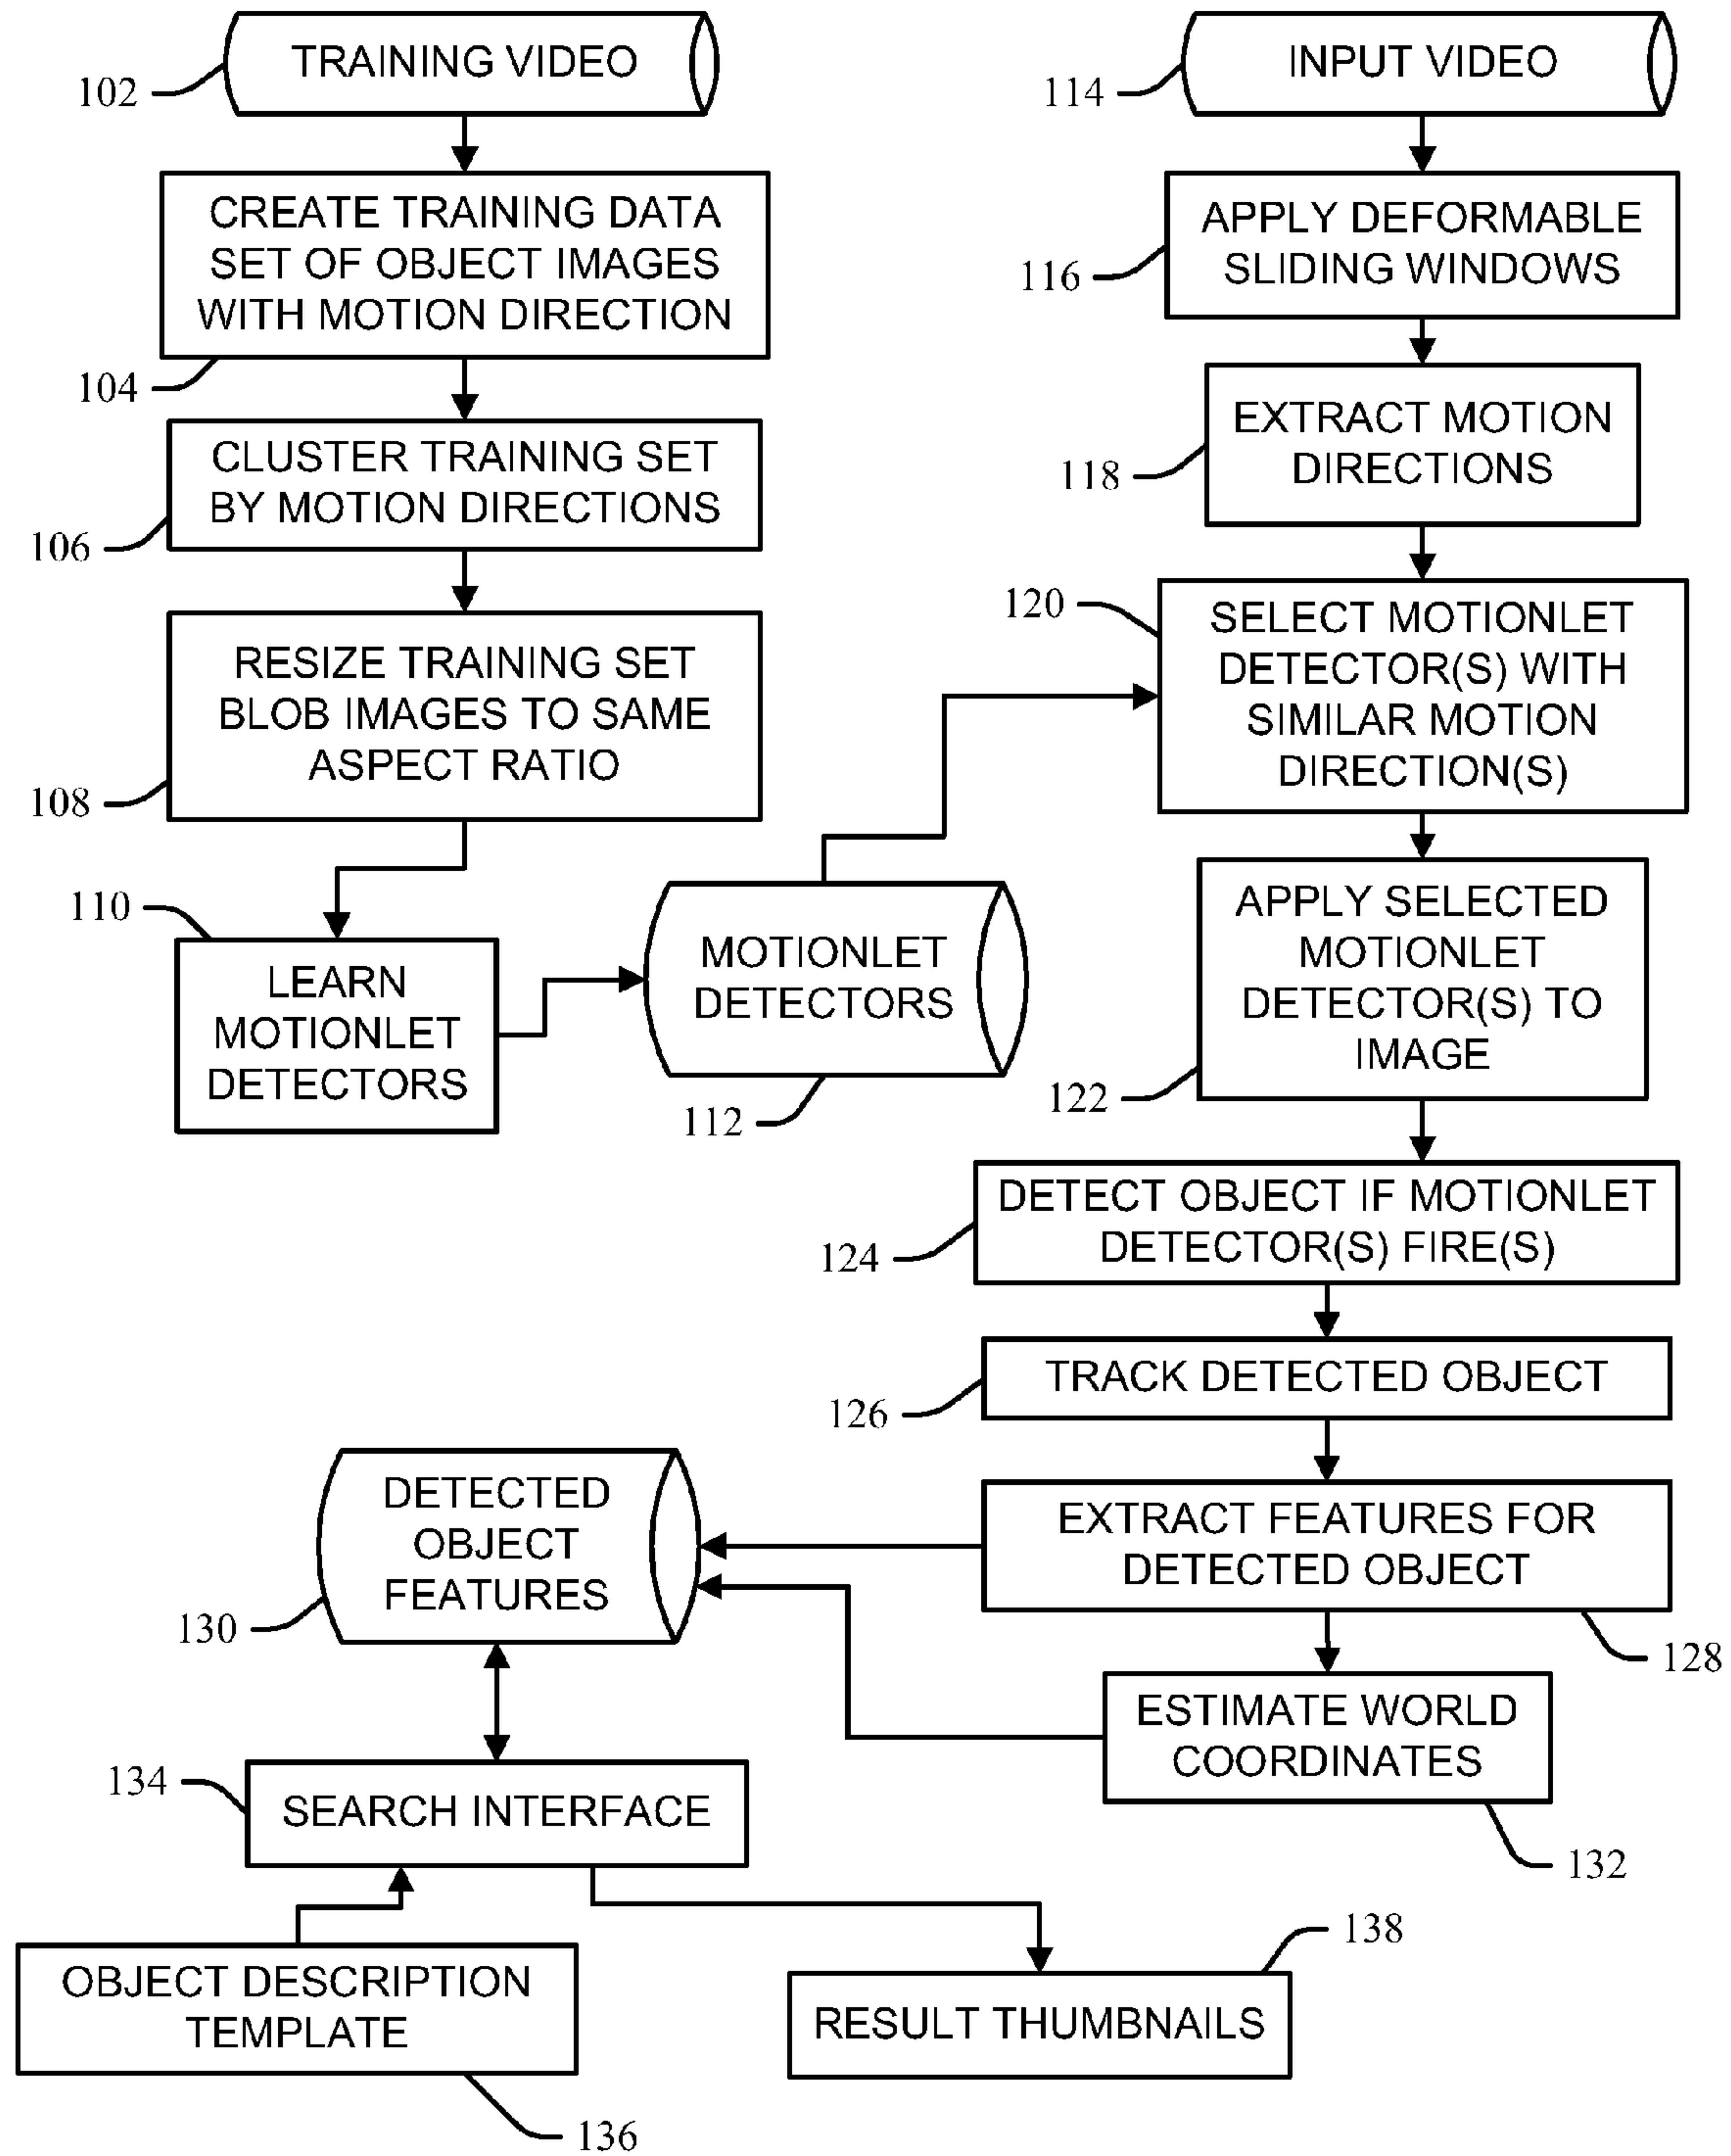 TRAINING VIDEO
102
CREATE TRAINING DATA
SET OF OBJECT IMAGES
WITH MOTION DIRECTION
104
CLUSTER TRAINING SET
BY MOTION DIRECTIONS
106
RESIZE TRAINING SET
BLOB IMAGES TO SAME
ASPECT RATIO
108
110
LEARN
MOTIONLET
DETECTORS
MOTIONLET
DETECTORS
112
INPUT VIDEO
114
APPLY DEFORMABLE
SLIDING WINDOWS
116
EXTRACT MOTION
DIRECTIONS
118
120
SELECT MOTIONLET
DETECTOR(S) WITH
SIMILAR MOTION
DIRECTION(S)
APPLY SELECTED
MOTIONLET
DETECTOR(S) TO
IMAGE
122
DETECT OBJECT IF MOTIONLET
DETECTOR(S) FIRE(S)
124
TRACK DETECTED OBJECT
126
EXTRACT FEATURES FOR
DETECTED OBJECT
128
DETECTED
OBJECT
FEATURES
130
ESTIMATE WORLD
COORDINATES
132
134
SEARCH INTERFACE
OBJECT DESCRIPTION
TEMPLATE
136
138
RESULT THUMBNAILS